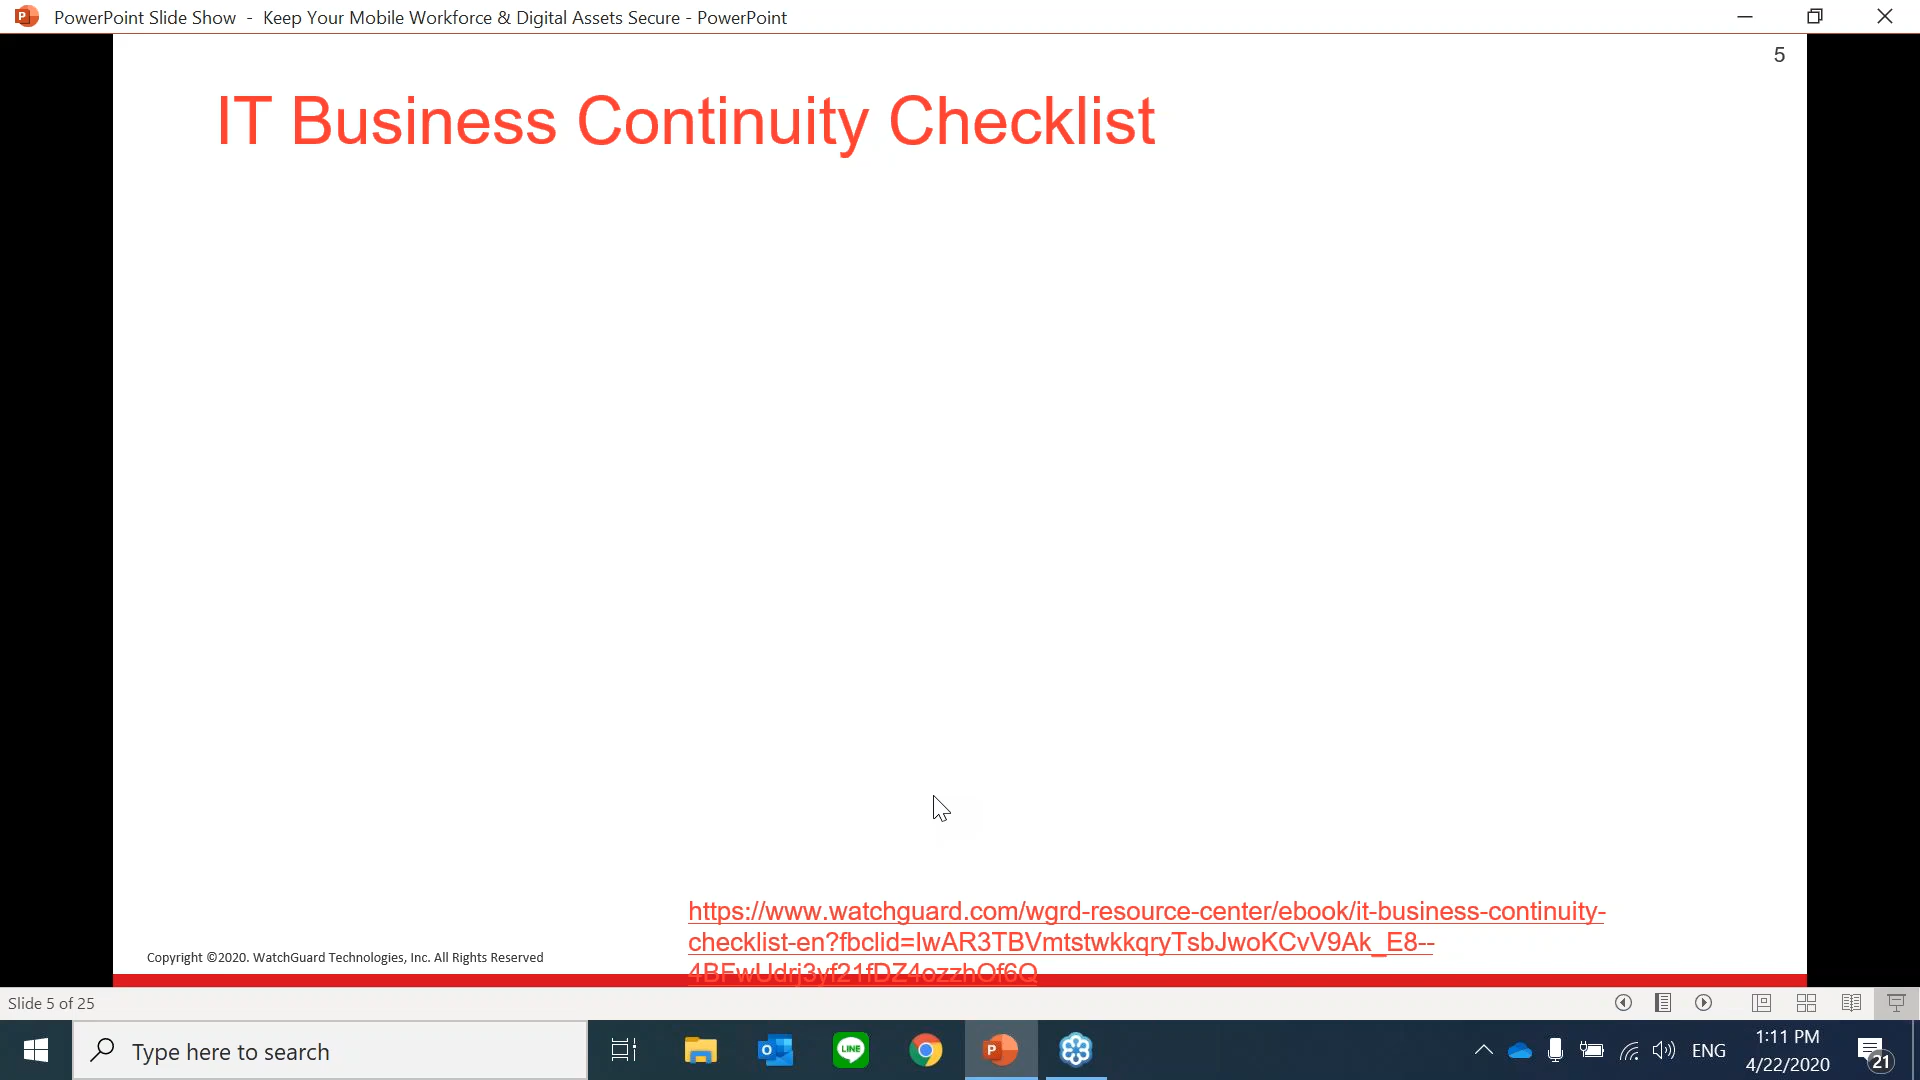 PowerPoint Slide Show - Keep Your Mobile Workforce & Digital Assets Secure - PowerPoint
5
IT Business Continuity Checklist
https://www.watchguard.com/wgrd-resource-center/ebook/it-business-continuity-
checklist-en?fbclid=IwAR3TBVmtstwkkqryTsbJwoKCvV9Ak_E8--
4BFwUdrj3yf21fDZ4ozzhOf6Q
Copyright ©2020. WatchGuard Technologies, Inc. All Rights Reserved
Slide 5 of 25
Type here to search
LINE
ENG
1:11 PM
4/22/2020
21